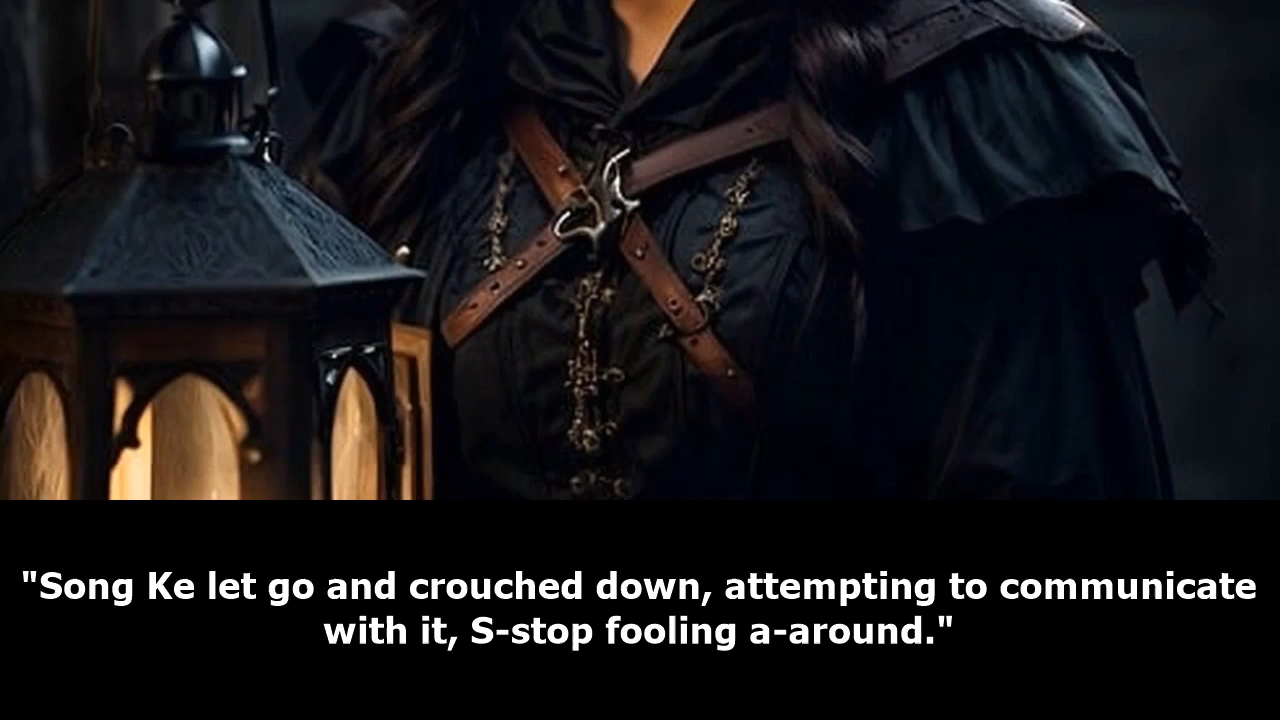 "Song Ke let go and crouched down, attempting to communicate
with it, S-stop fooling a-around."